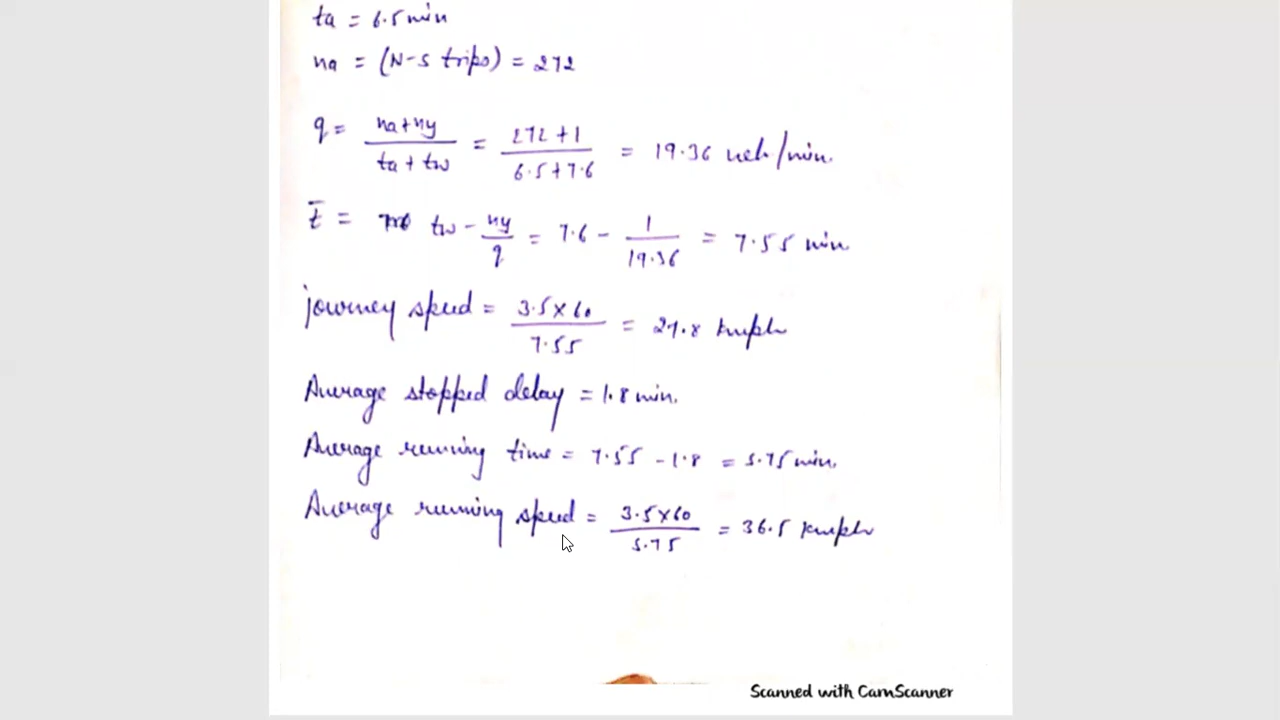 ta = 6.5 min
na = (N-S trips) = 272
q = (na + ny) / (ta + tw) = (272 + 1) / (6.5 + 7.6) = 19.36 veh/min.
t̄ = tw - ny/q = 7.6 - 1/19.36 = 7.55 min
journey speed = (3.5 x 60) / 7.55 = 27.8 kmph
Average stopped delay = 1.8 min.
Average running time = 7.55 - 1.8 = 5.75 min.
Average running speed = (3.5 x 60) / 5.75 = 36.5 kmph
Scanned with CamScanner